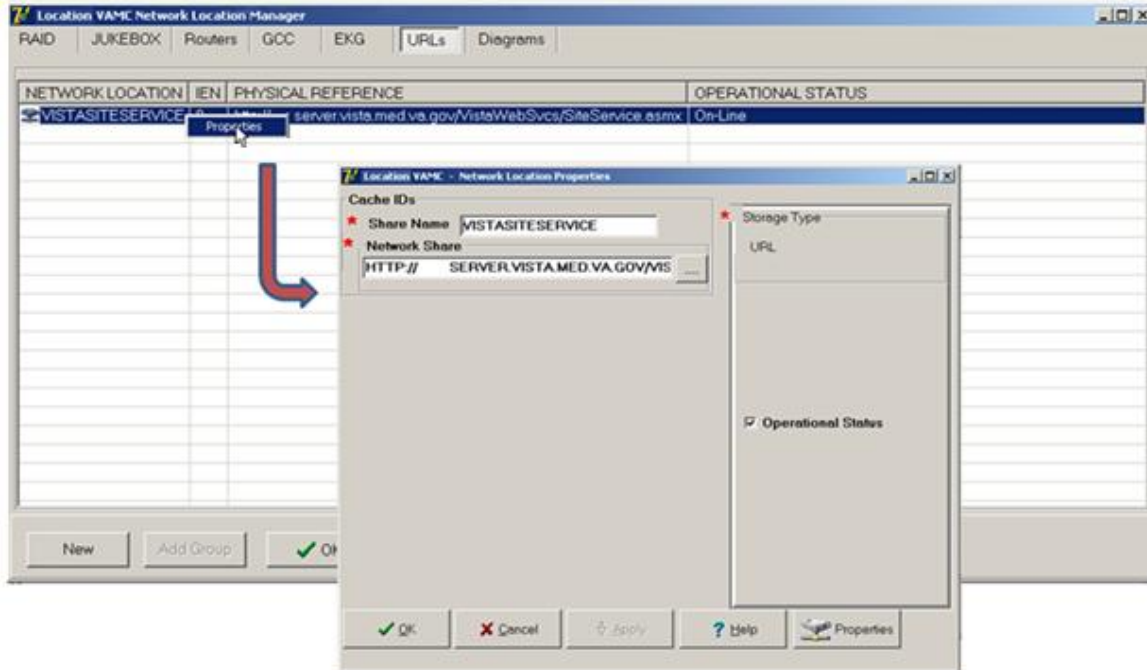 Location VAMC Network Location Manager
RAID JUKEBOX Routers GCC EKG URLs Diagrams
NETWORK LOCATION IEN PHYSICAL REFERENCE OPERATIONAL STATUS
VISTASITESERVICE server.vista.med.va.gov/VistaWebSvcs/SiteService.asmx On-Line
Properties
Location VAMC - Network Location Properties
Cache IDs
* Share Name VISTASITESERVICE
* Network Share
HTTP:// SERVER.VISTA.MED.VA.GOV/VIS ...
* Storage Type
URL
Operational Status
New Add Group OK
OK Cancel Apply Help Properties